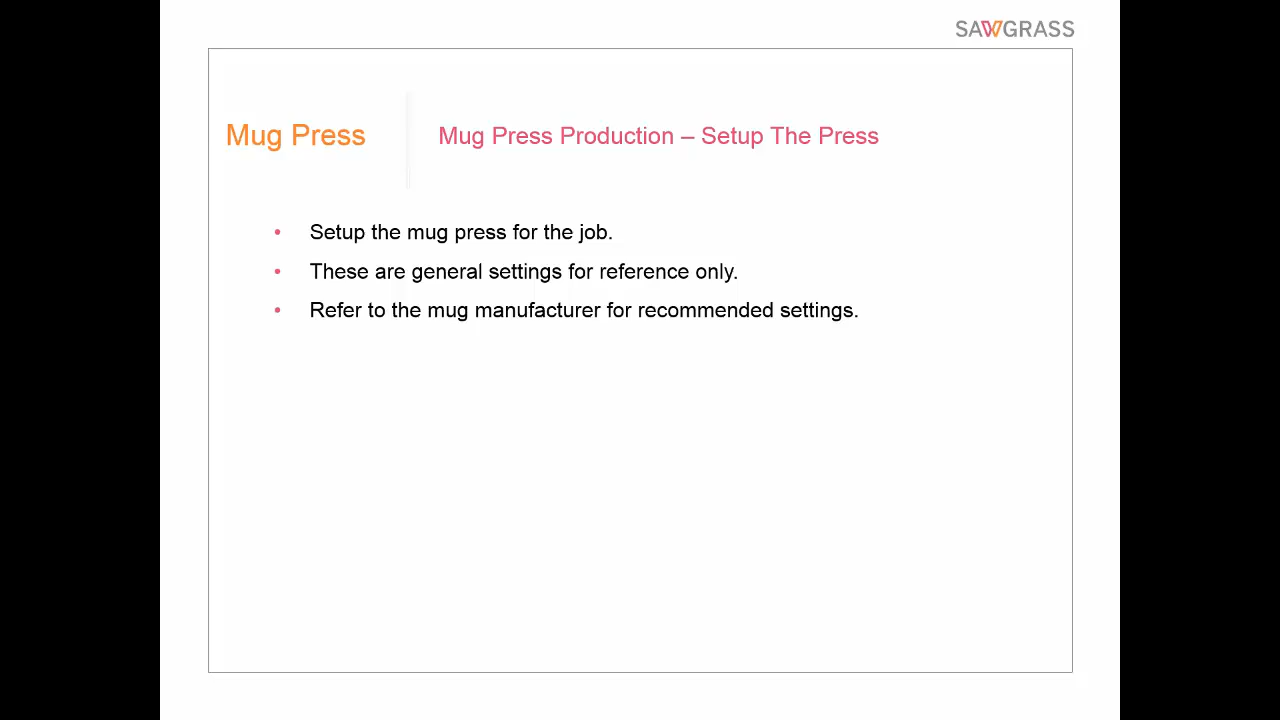 SAWGRASS
Mug Press
Mug Press Production – Setup The Press
• Setup the mug press for the job.
• These are general settings for reference only.
• Refer to the mug manufacturer for recommended settings.